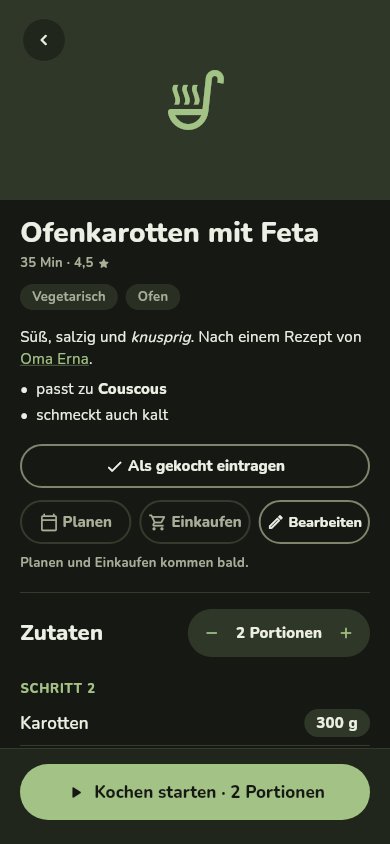 Ofenkarotten mit Feta
35 Min · 4,5 ★
Vegetarisch Ofen
Süß, salzig und knusprig. Nach einem Rezept von
Oma Erna.
• passt zu Couscous
• schmeckt auch kalt
Als gekocht eintragen
Planen Einkaufen Bearbeiten
Planen und Einkaufen kommen bald.
Zutaten − 2 Portionen +
SCHRITT 2
Karotten 300 g
Kochen starten · 2 Portionen